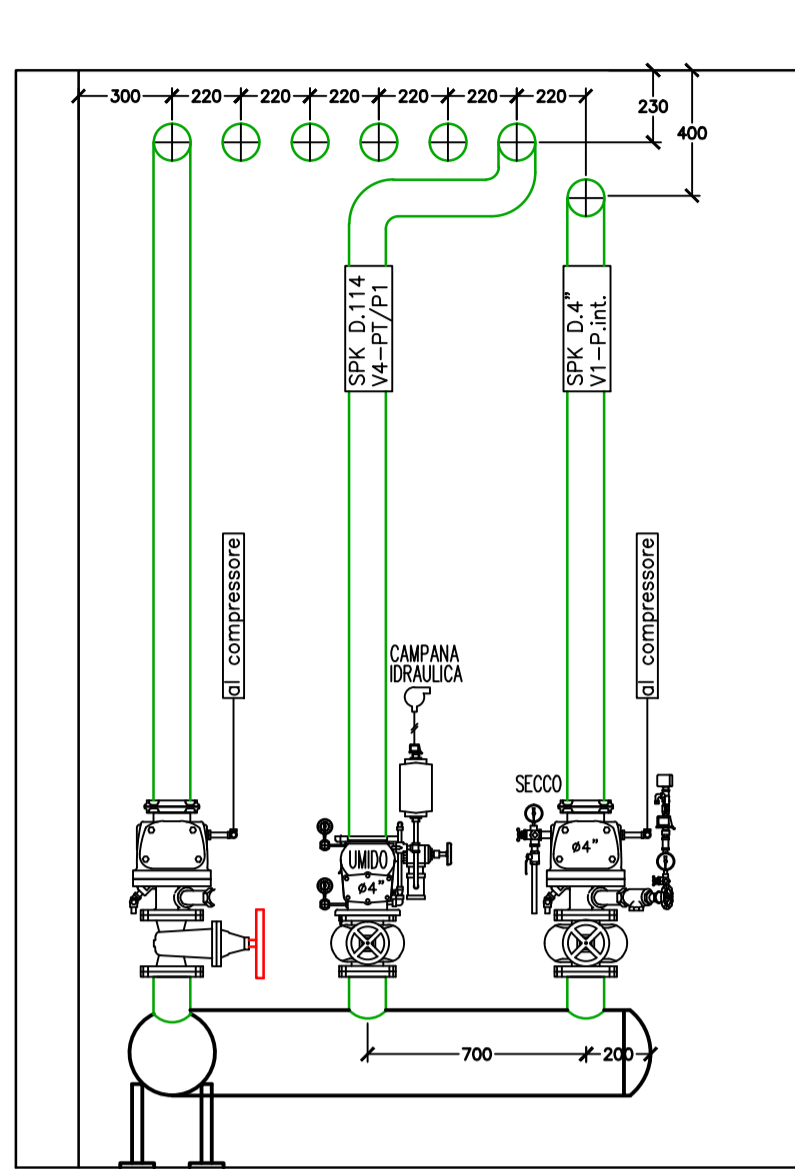 300
220
220
220
220
220
220
230
400
SPK D.114
V4-PT/P1
SPK D.4"
V1-P.int.
al compressore
al compressore
CAMPANA
IDRAULICA
SECCO
UMIDO
ø4"
ø4"
700
200